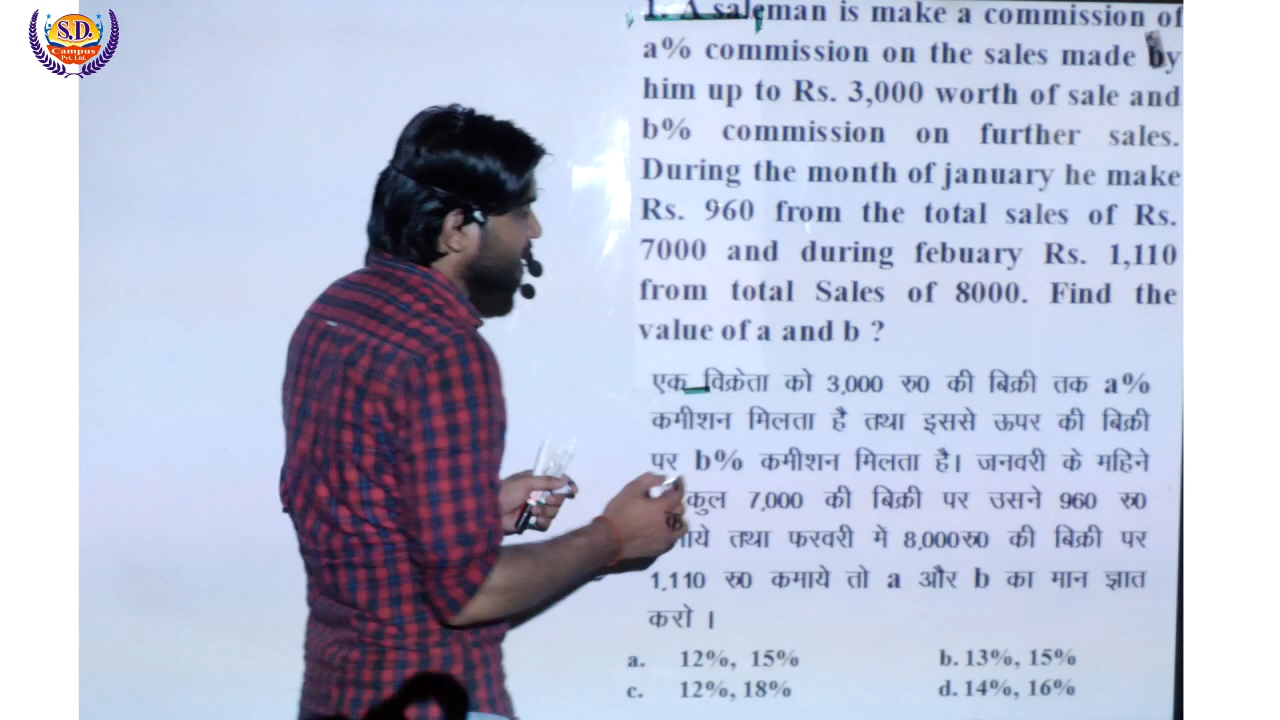 S.D.
Campus
Pvt. Ltd.
1. A saleman is make a commission of
a% commission on the sales made by
him up to Rs. 3,000 worth of sale and
b% commission on further sales.
During the month of january he make
Rs. 960 from the total sales of Rs.
7000 and during febuary Rs. 1,110
from total Sales of 8000. Find the
value of a and b ?
एक विक्रेता को 3,000 रु0 की बिक्री तक a%
कमीशन मिलता है तथा इससे ऊपर की बिक्री
पर b% कमीशन मिलता है। जनवरी के महिने
कुल 7,000 की बिक्री पर उसने 960 रु0
तथा फरवरी में 8,000रु0 की बिक्री पर
1,110 रु0 कमाये तो a और b का मान ज्ञात
करो ।
a. 12%, 15% b. 13%, 15%
c. 12%, 18% d. 14%, 16%